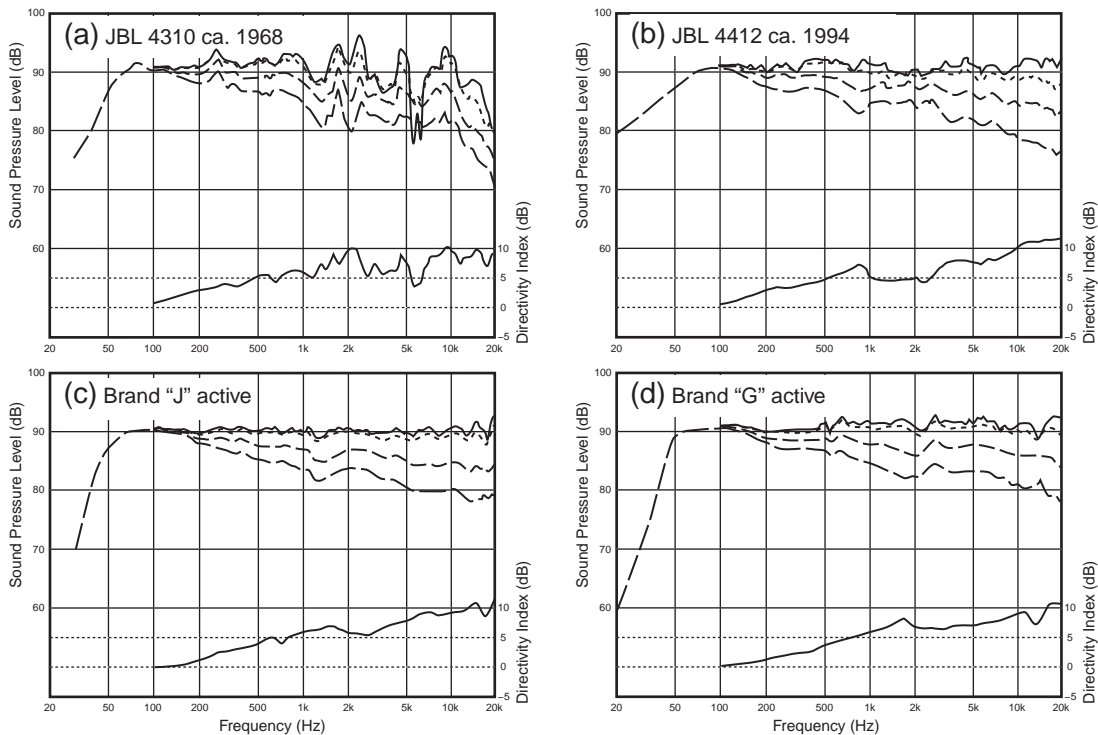 (a) JBL 4310 ca. 1968
Sound Pressure Level (dB)
100
90
80
70
60
10
5
0
–5
Directivity Index (dB)
20 50 100 200 500 1k 2k 5k 10k 20k
(b) JBL 4412 ca. 1994
Sound Pressure Level (dB)
100
90
80
70
60
10
5
0
–5
Directivity Index (dB)
20 50 100 200 500 1k 2k 5k 10k 20k
(c) Brand “J” active
Sound Pressure Level (dB)
100
90
80
70
60
10
5
0
–5
Directivity Index (dB)
20 50 100 200 500 1k 2k 5k 10k 20k
Frequency (Hz)
(d) Brand “G” active
Sound Pressure Level (dB)
100
90
80
70
60
10
5
0
–5
Directivity Index (dB)
20 50 100 200 500 1k 2k 5k 10k 20k
Frequency (Hz)